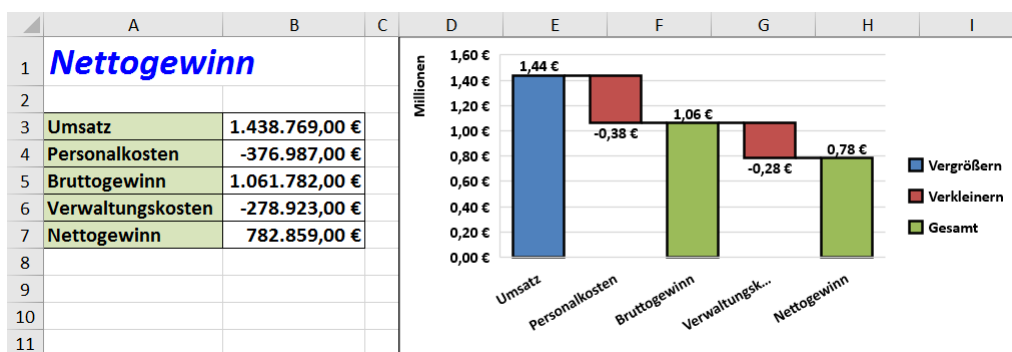 A B C D E F G H I
1 Nettogewinn
2
3 Umsatz 1.438.769,00 €
4 Personalkosten -376.987,00 €
5 Bruttogewinn 1.061.782,00 €
6 Verwaltungskosten -278.923,00 €
7 Nettogewinn 782.859,00 €
8
9
10
11
Millionen
1,60 €
1,40 €
1,20 €
1,00 €
0,80 €
0,60 €
0,40 €
0,20 €
0,00 €
1,44 €
-0,38 €
1,06 €
-0,28 €
0,78 €
Umsatz
Personalkosten
Bruttogewinn
Verwaltungsk...
Nettogewinn
Vergrößern
Verkleinern
Gesamt